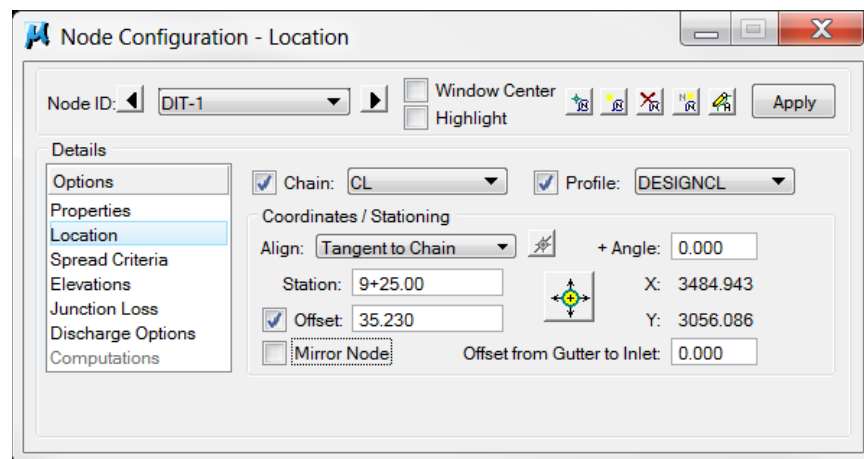 Node Configuration - Location
Node ID: DIT-1
Window Center
Highlight
Apply
Details
Options
Properties
Location
Spread Criteria
Elevations
Junction Loss
Discharge Options
Computations
Chain: CL
Profile: DESIGNCL
Coordinates / Stationing
Align: Tangent to Chain
+ Angle: 0.000
Station: 9+25.00
X: 3484.943
Offset: 35.230
Y: 3056.086
Mirror Node
Offset from Gutter to Inlet: 0.000